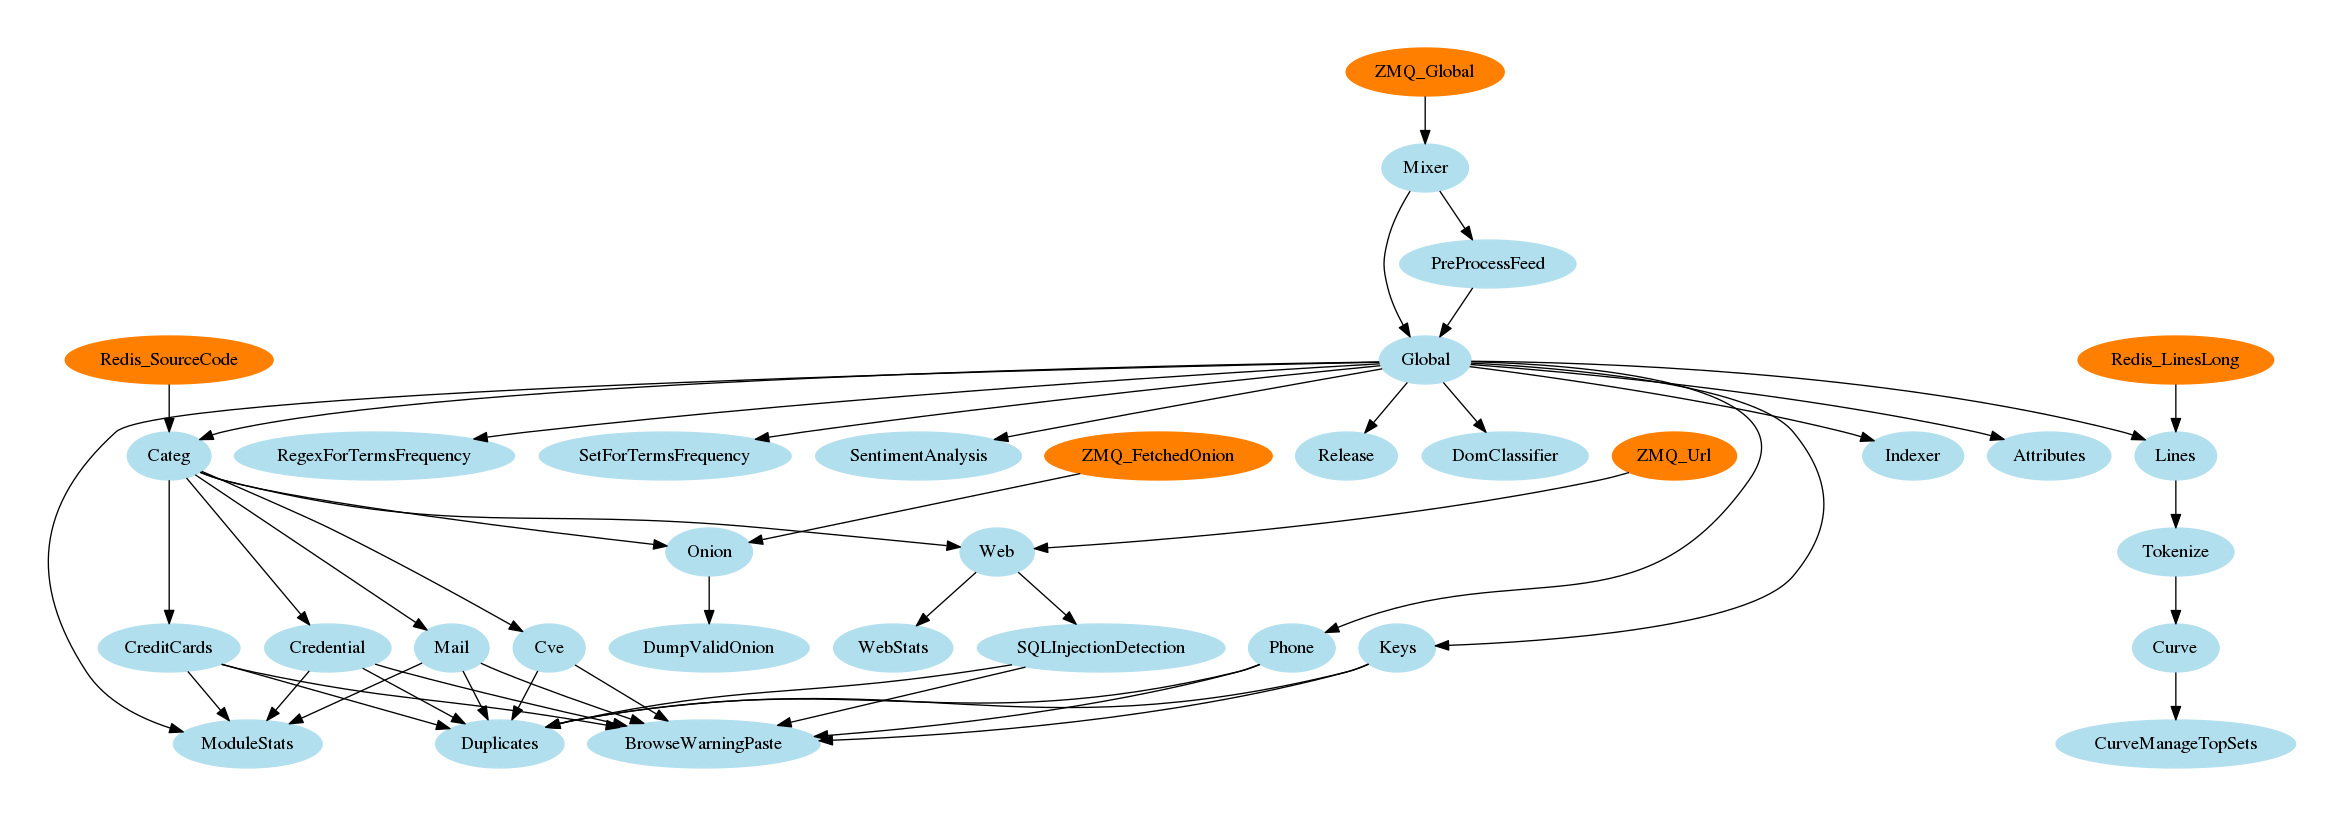 ZMQ_Global
Mixer
PreProcessFeed
Redis_SourceCode
Global
Redis_LinesLong
Categ
RegexForTermsFrequency
SetForTermsFrequency
SentimentAnalysis
ZMQ_FetchedOnion
Release
DomClassifier
ZMQ_Url
Indexer
Attributes
Lines
Onion
Web
Tokenize
CreditCards
Credential
Mail
Cve
DumpValidOnion
WebStats
SQLInjectionDetection
Phone
Keys
Curve
ModuleStats
Duplicates
BrowseWarningPaste
CurveManageTopSets